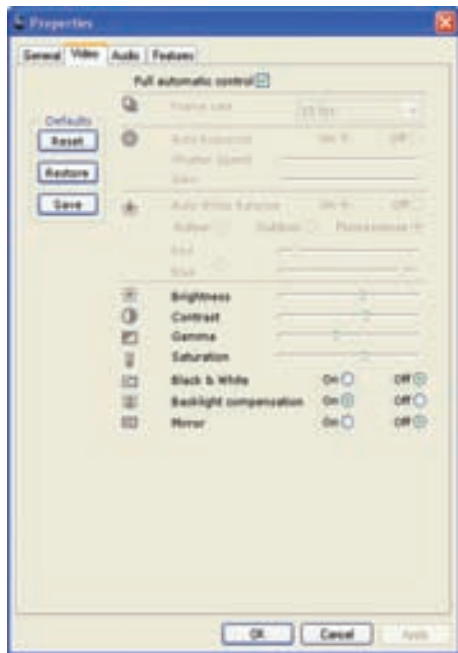 Properties
General Video Audio Features
Full automatic control
Defaults
Reset
Restore
Save
Frame rate 15 fps
Auto Exposure On Off
Shutter Speed
Gain
Auto White Balance On Off
Indoor Outdoor Fluorescence
Red
Blue
Brightness
Contrast
Gamma
Saturation
Black & White On Off
Backlight compensation On Off
Mirror On Off
OK Cancel Apply